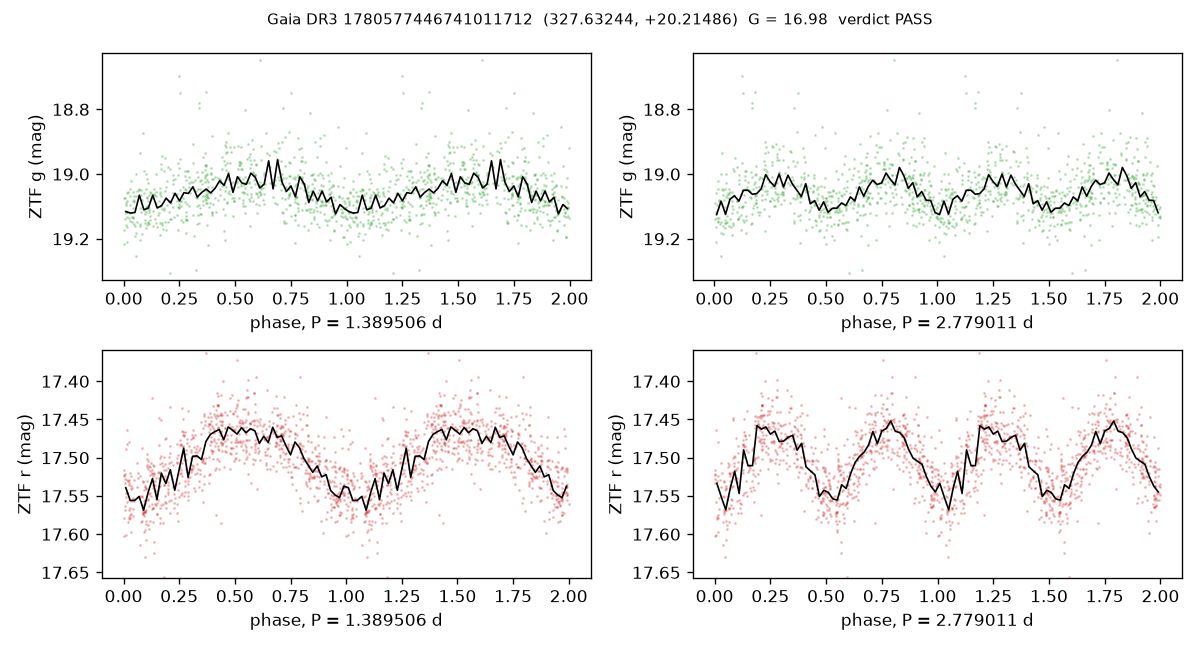 Gaia DR3 1780577446741011712  (327.63244, +20.21486)  G = 16.98  verdict PASS
ZTF g (mag)
18.8
19.0
19.2
0.00 0.25 0.50 0.75 1.00 1.25 1.50 1.75 2.00
phase, P = 1.389506 d
ZTF g (mag)
18.8
19.0
19.2
0.00 0.25 0.50 0.75 1.00 1.25 1.50 1.75 2.00
phase, P = 2.779011 d
ZTF r (mag)
17.40
17.45
17.50
17.55
17.60
17.65
0.00 0.25 0.50 0.75 1.00 1.25 1.50 1.75 2.00
phase, P = 1.389506 d
ZTF r (mag)
17.40
17.45
17.50
17.55
17.60
17.65
0.00 0.25 0.50 0.75 1.00 1.25 1.50 1.75 2.00
phase, P = 2.779011 d